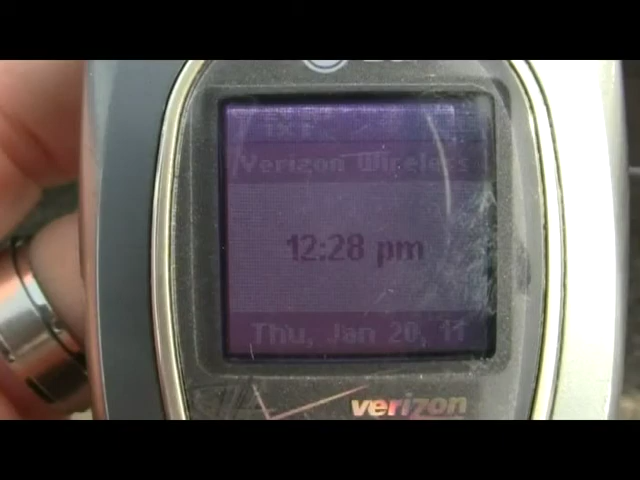 Verizon Wireless
12:28 pm
Thu, Jan 20, 11
verizon